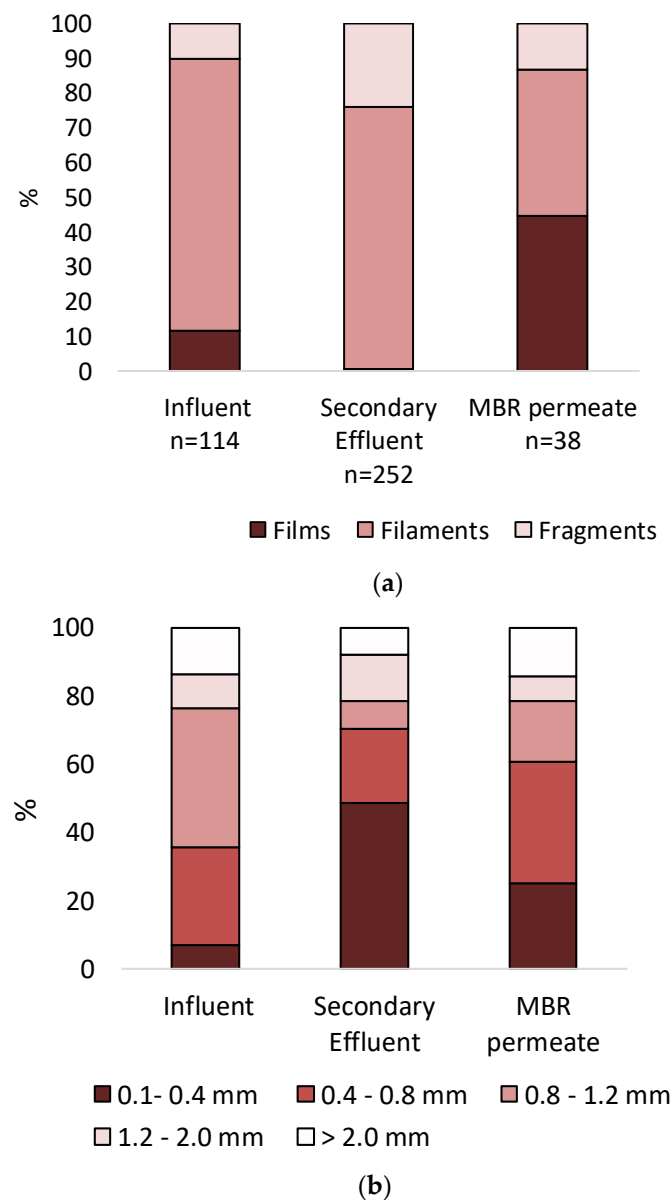 100
90
80
70
60
50
40
30
20
10
0
%
Influent
n=114
Secondary
Effluent
n=252
MBR permeate
n=38
Films Filaments Fragments
(a)
100
80
60
40
20
0
%
Influent
Secondary
Effluent
MBR
permeate
0.1- 0.4 mm 0.4 - 0.8 mm 0.8 - 1.2 mm
1.2 - 2.0 mm > 2.0 mm
(b)